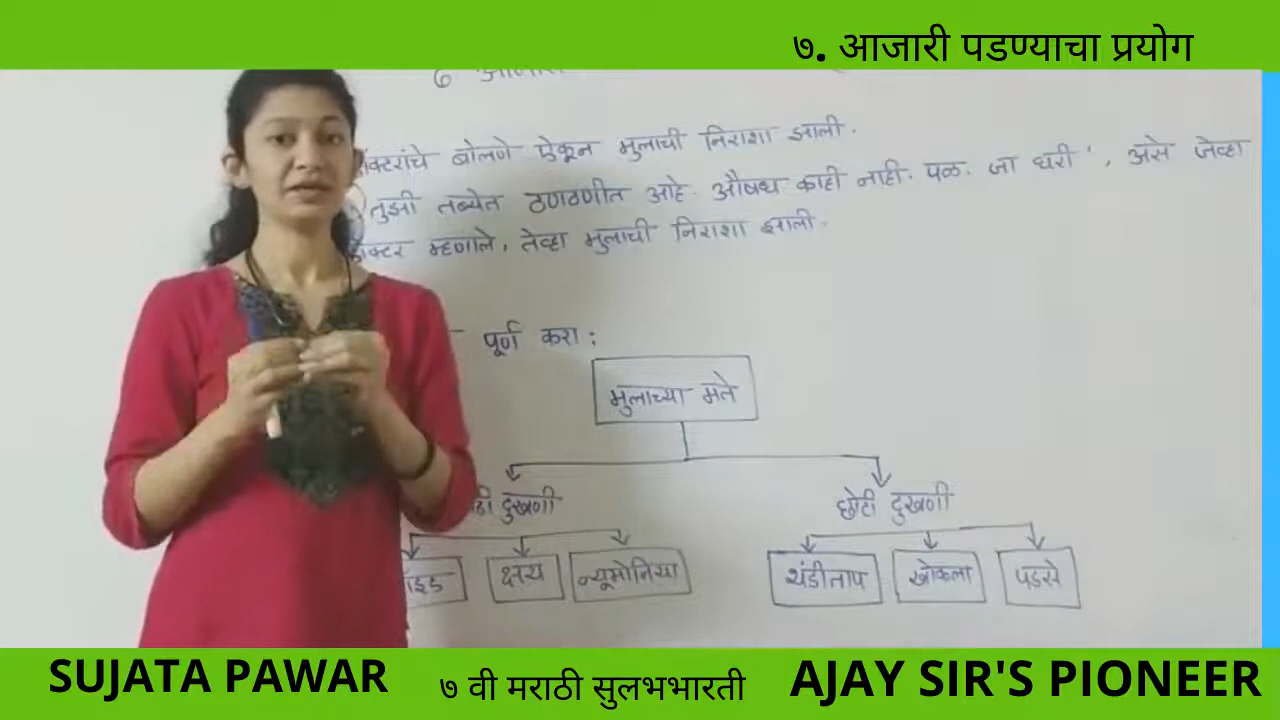 ७. आजारी पडण्याचा प्रयोग
बोलणे ऐकून मुलाची निराशा झाली.
तुझी तब्येत ठणठणीत आहे. औषध काही नाही. पळ. जा घरी', असे जेव्हा
डॉक्टर म्हणाले, तेव्हा मुलाची निराशा झाली.
पूर्ण करा :
मुलाच्या मते
दुखणी छोटी दुखणी
क्षय न्यूमोनिया थंडीताप खोकला पडसे
SUJATA PAWAR ७ वी मराठी सुलभभारती AJAY SIR'S PIONEER